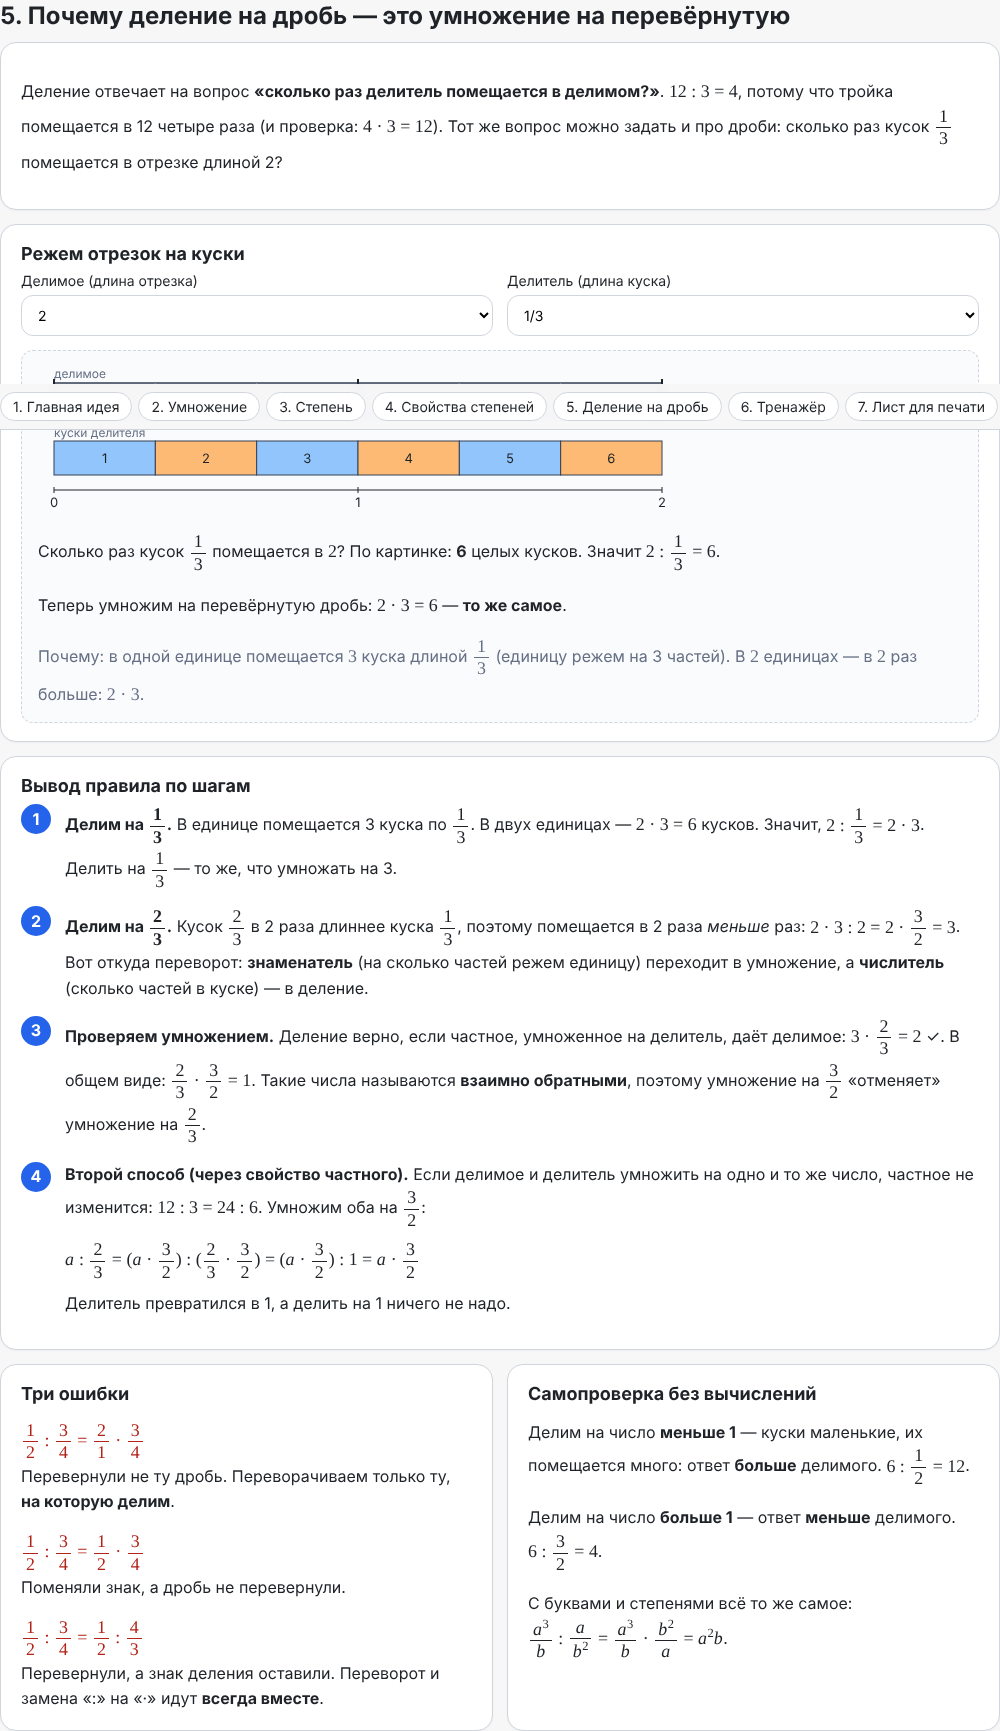 5. Почему деление на дробь — это умножение на перевёрнутую
Деление отвечает на вопрос «сколько раз делитель помещается в делимом?». 12 : 3 = 4, потому что тройка
помещается в 12 четыре раза (и проверка: 4 · 3 = 12). Тот же вопрос можно задать и про дроби: сколько раз кусок 1/3
помещается в отрезке длиной 2?
Режем отрезок на куски
Делимое (длина отрезка)
Делитель (длина куска)
2
1/3
делимое
1. Главная идея
2. Умножение
3. Степень
4. Свойства степеней
5. Деление на дробь
6. Тренажёр
7. Лист для печати
куски делителя
1 2 3 4 5 6
0 1 2
Сколько раз кусок 1/3 помещается в 2? По картинке: 6 целых кусков. Значит 2 : 1/3 = 6.
Теперь умножим на перевёрнутую дробь: 2 · 3 = 6 — то же самое.
Почему: в одной единице помещается 3 куска длиной 1/3 (единицу режем на 3 частей). В 2 единицах — в 2 раз
больше: 2 · 3.
Вывод правила по шагам
1 Делим на 1/3. В единице помещается 3 куска по 1/3. В двух единицах — 2 · 3 = 6 кусков. Значит, 2 : 1/3 = 2 · 3.
Делить на 1/3 — то же, что умножать на 3.
2 Делим на 2/3. Кусок 2/3 в 2 раза длиннее куска 1/3, поэтому помещается в 2 раза меньше раз: 2 · 3 : 2 = 2 · 3/2 = 3.
Вот откуда переворот: знаменатель (на сколько частей режем единицу) переходит в умножение, а числитель
(сколько частей в куске) — в деление.
3 Проверяем умножением. Деление верно, если частное, умноженное на делитель, даёт делимое: 3 · 2/3 = 2 ✓. В
общем виде: 2/3 · 3/2 = 1. Такие числа называются взаимно обратными, поэтому умножение на 3/2 «отменяет»
умножение на 2/3.
4 Второй способ (через свойство частного). Если делимое и делитель умножить на одно и то же число, частное не
изменится: 12 : 3 = 24 : 6. Умножим оба на 3/2:
a : 2/3 = (a · 3/2) : (2/3 · 3/2) = (a · 3/2) : 1 = a · 3/2
Делитель превратился в 1, а делить на 1 ничего не надо.
Три ошибки
1/2 : 3/4 = 2/1 · 3/4
Перевернули не ту дробь. Переворачиваем только ту,
на которую делим.
1/2 : 3/4 = 1/2 · 3/4
Поменяли знак, а дробь не перевернули.
1/2 : 3/4 = 1/2 : 4/3
Перевернули, а знак деления оставили. Переворот и
замена «:» на «·» идут всегда вместе.
Самопроверка без вычислений
Делим на число меньше 1 — куски маленькие, их
помещается много: ответ больше делимого. 6 : 1/2 = 12.
Делим на число больше 1 — ответ меньше делимого.
6 : 3/2 = 4.
С буквами и степенями всё то же самое:
a³/b : a/b² = a³/b · b²/a = a²b.